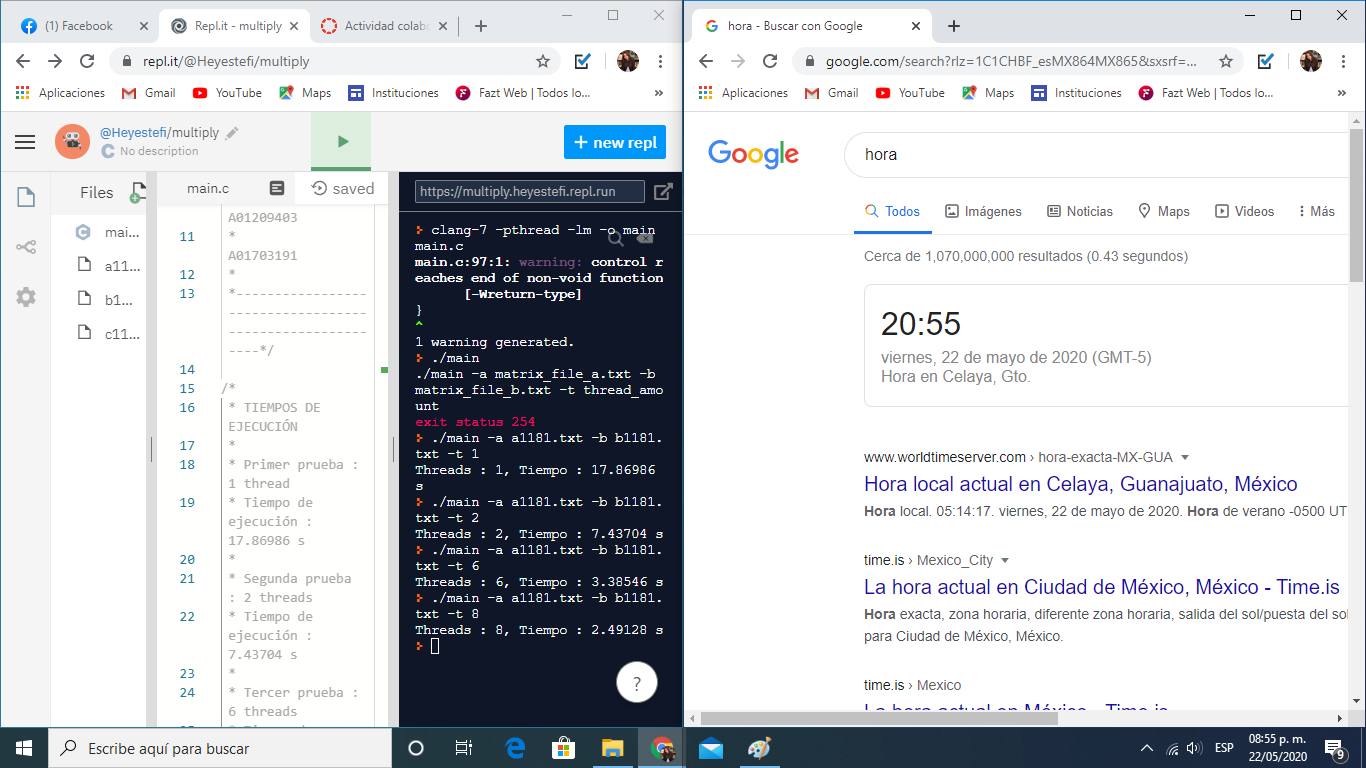 (1) Facebook
Repl.it - multiply
Actividad colabo
repl.it/@Heyestefi/multiply
Aplicaciones
Gmail
YouTube
Maps
Instituciones
Fazt Web | Todos lo...
»
@Heyestefi/multiply
No description
+ new repl
Files
mai...
a11...
b1...
c11...
main.c
saved
A01209403
11 *
A01703191
12 *
13 *-----------------
------------------
------------------
----*/
14
15 /*
16 * TIEMPOS DE
EJECUCIÓN
17 *
18 * Primer prueba :
1 thread
19 * Tiempo de
ejecución :
17.86986 s
20 *
21 * Segunda prueba
: 2 threads
22 * Tiempo de
ejecución :
7.43704 s
23 *
24 * Tercer prueba :
6 threads
https://multiply.heyestefi.repl.run
clang-7 -pthread -lm -o main
main.c
main.c:97:1: warning: control r
eaches end of non-void function
[-Wreturn-type]
}
^
1 warning generated.
./main
./main -a matrix_file_a.txt -b
matrix_file_b.txt -t thread_amo
unt
exit status 254
./main -a a1181.txt -b b1181.
txt -t 1
Threads : 1, Tiempo : 17.86986
s
./main -a a1181.txt -b b1181.
txt -t 2
Threads : 2, Tiempo : 7.43704 s
./main -a a1181.txt -b b1181.
txt -t 6
Threads : 6, Tiempo : 3.38546 s
./main -a a1181.txt -b b1181.
txt -t 8
Threads : 8, Tiempo : 2.49128 s
?
hora - Buscar con Google
google.com/search?rlz=1C1CHBF_esMX864MX865&sxsrf=...
Aplicaciones
Gmail
YouTube
Maps
Instituciones
Fazt Web | Todos lo...
»
Google
hora
Todos
Imágenes
Noticias
Maps
Videos
Más
Cerca de 1,070,000,000 resultados (0.43 segundos)
20:55
viernes, 22 de mayo de 2020 (GMT-5)
Hora en Celaya, Gto.
www.worldtimeserver.com › hora-exacta-MX-GUA
Hora local actual en Celaya, Guanajuato, México
Hora local. 05:14:17. viernes, 22 de mayo de 2020. Hora de verano -0500 UT
time.is › Mexico_City
La hora actual en Ciudad de México, México - Time.is
Hora exacta, zona horaria, diferente zona horaria, salida del sol/puesta del sol
para Ciudad de México, México.
time.is › Mexico
La hora actual en México - Time.is
Escribe aquí para buscar
ESP
08:55 p. m.
22/05/2020
9